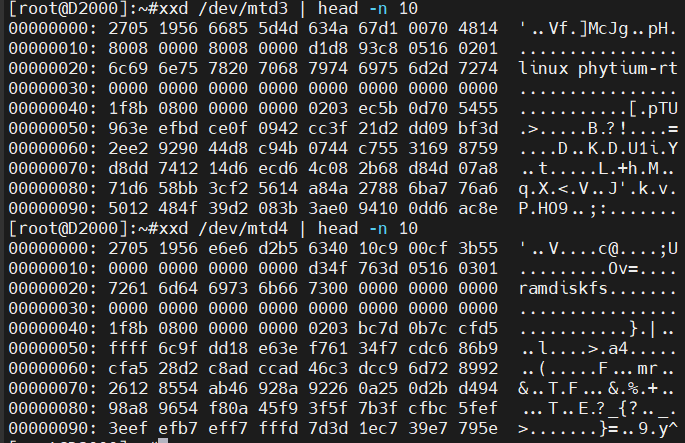 [root@D2000]:~#xxd /dev/mtd3 | head -n 10
00000000: 2705 1956 6685 5d4d 634a 67d1 0070 4814  '..Vf.]McJg..pH.
00000010: 8008 0000 8008 0000 d1d8 93c8 0516 0201  ................
00000020: 6c69 6e75 7820 7068 7974 6975 6d2d 7274  linux phytium-rt
00000030: 0000 0000 0000 0000 0000 0000 0000 0000  ................
00000040: 1f8b 0800 0000 0000 0203 ec5b 0d70 5455  ...........[.pTU
00000050: 963e efbd ce0f 0942 cc3f 21d2 dd09 bf3d  .>.....B.?!....=
00000060: 2ee2 9290 44d8 c94b 0744 c755 3169 8759  ....D..K.D.U1i.Y
00000070: d8dd 7412 14d6 ecd6 4c08 2b68 d84d 07a8  ..t.....L.+h.M..
00000080: 71d6 58bb 3cf2 5614 a84a 2788 6ba7 76a6  q.X.<.V..J'.k.v.
00000090: 5012 484f 39d2 083b 3ae0 9410 0dd6 ac8e  P.HO9..;:.......
[root@D2000]:~#xxd /dev/mtd4 | head -n 10
00000000: 2705 1956 e6e6 d2b5 6340 10c9 00cf 3b55  '..V....c@....;U
00000010: 0000 0000 0000 0000 d34f 763d 0516 0301  .........Ov=....
00000020: 7261 6d64 6973 6b66 7300 0000 0000 0000  ramdiskfs.......
00000030: 0000 0000 0000 0000 0000 0000 0000 0000  ................
00000040: 1f8b 0800 0000 0000 0203 bc7d 0b7c cfd5  ...........}.|..
00000050: ffff 6c9f dd18 e63e f761 34f7 cdc6 86b9  ..l....>.a4.....
00000060: cfa5 28d2 c8ad ccad 46c3 dcc9 6d72 8992  ..(.....F...mr..
00000070: 2612 8554 ab46 928a 9226 0a25 0d2b d494  &..T.F...&.%.+..
00000080: 98a8 9654 f80a 45f9 3f5f 7b3f cfbc 5fef  ...T..E.?_{?.._.
00000090: 3eef efb7 eff7 fffd 7d3d 1ec7 39e7 795e  >.......}=..9.y^